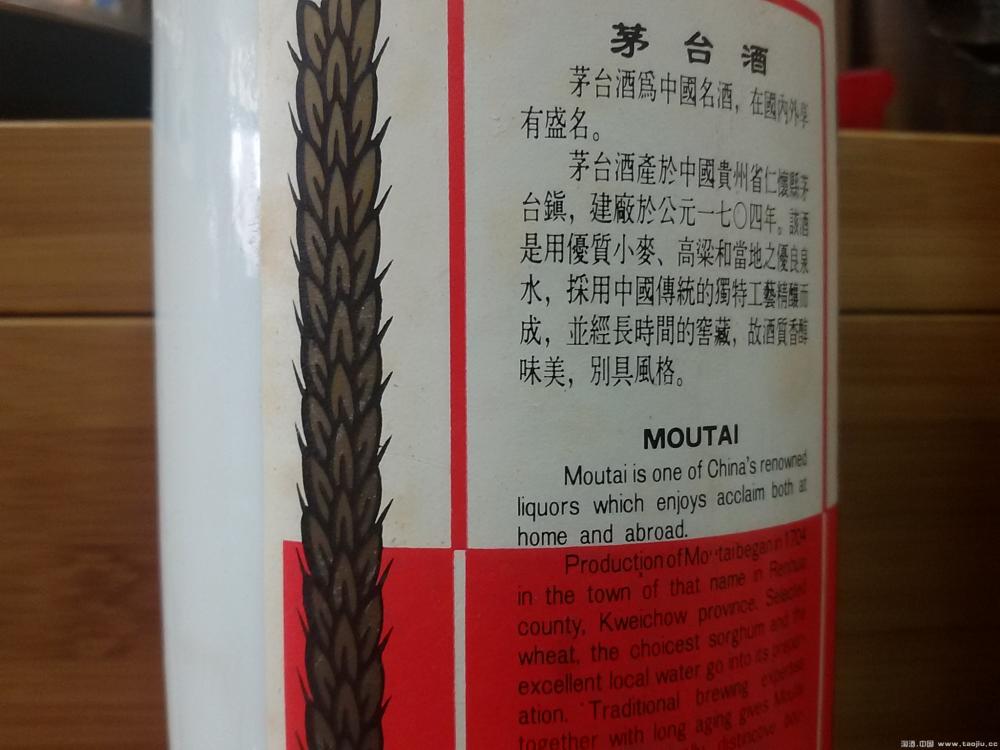 茅台酒
茅台酒爲中國名酒，在國內外享
有盛名。
茅台酒產於中國貴州省仁懷縣茅
台鎮，建廠於公元一七〇四年。該酒
是用優質小麥、高粱和當地之優良泉
水，採用中國傳統的獨特工藝精釀而
成，並經長時間的窖藏，故酒質香醇
味美，別具風格。
MOUTAI
Moutai is one of China's renowned
liquors which enjoys acclaim both at
home and abroad.
Production of Moutai began in 1704
in the town of that name in Renhuai
county, Kweichow province. Selected
wheat, the choicest sorghum and the
excellent local water go into its
ation. Traditional brewing
together with long aging gives Moutai
distinctive
淘酒.中国 www.taojiu.cc